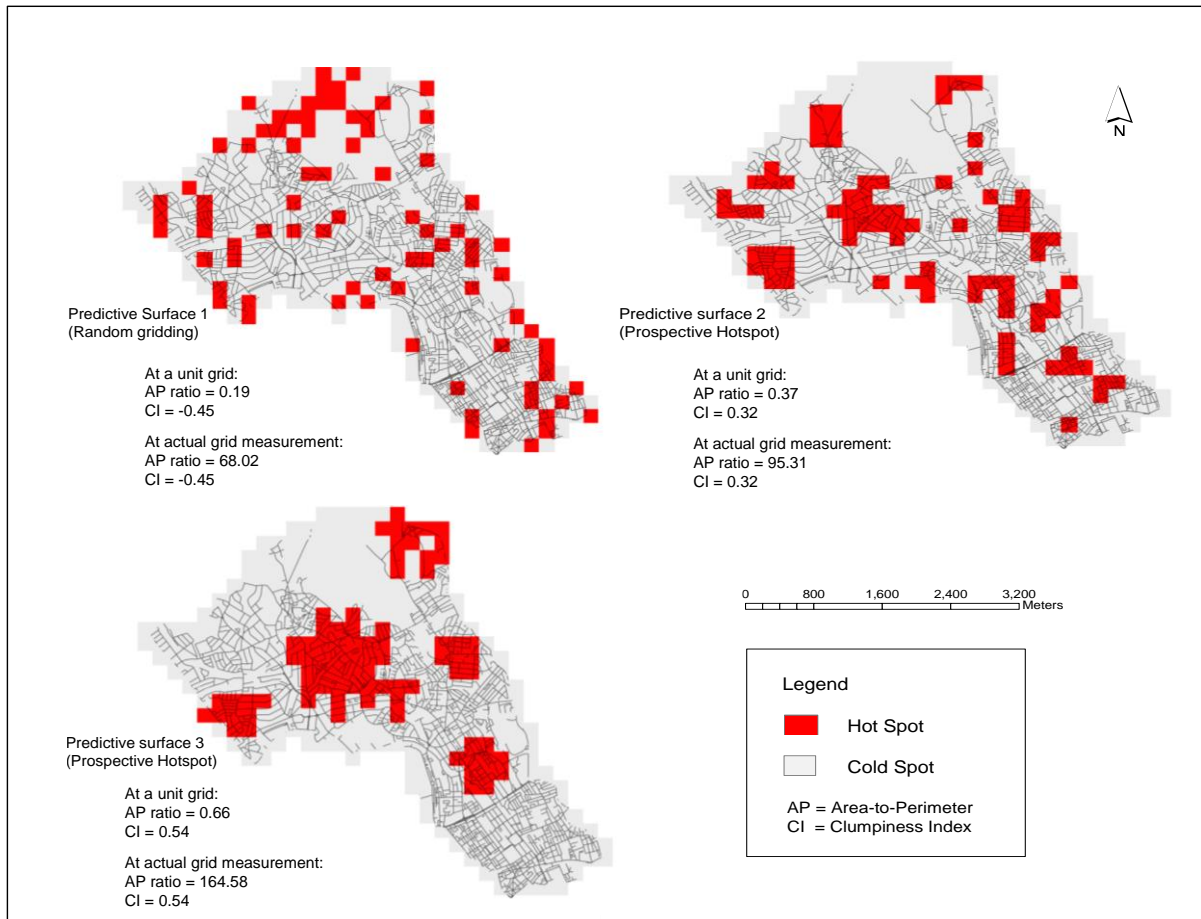 N
Predictive Surface 1
(Random gridding)
At a unit grid:
AP ratio = 0.19
CI = -0.45
At actual grid measurement:
AP ratio = 68.02
CI = -0.45
Predictive surface 2
(Prospective Hotspot)
At a unit grid:
AP ratio = 0.37
CI = 0.32
At actual grid measurement:
AP ratio = 95.31
CI = 0.32
Predictive surface 3
(Prospective Hotspot)
At a unit grid:
AP ratio = 0.66
CI = 0.54
At actual grid measurement:
AP ratio = 164.58
CI = 0.54
0 800 1,600 2,400 3,200
Meters
Legend
Hot Spot
Cold Spot
AP = Area-to-Perimeter
CI = Clumpiness Index